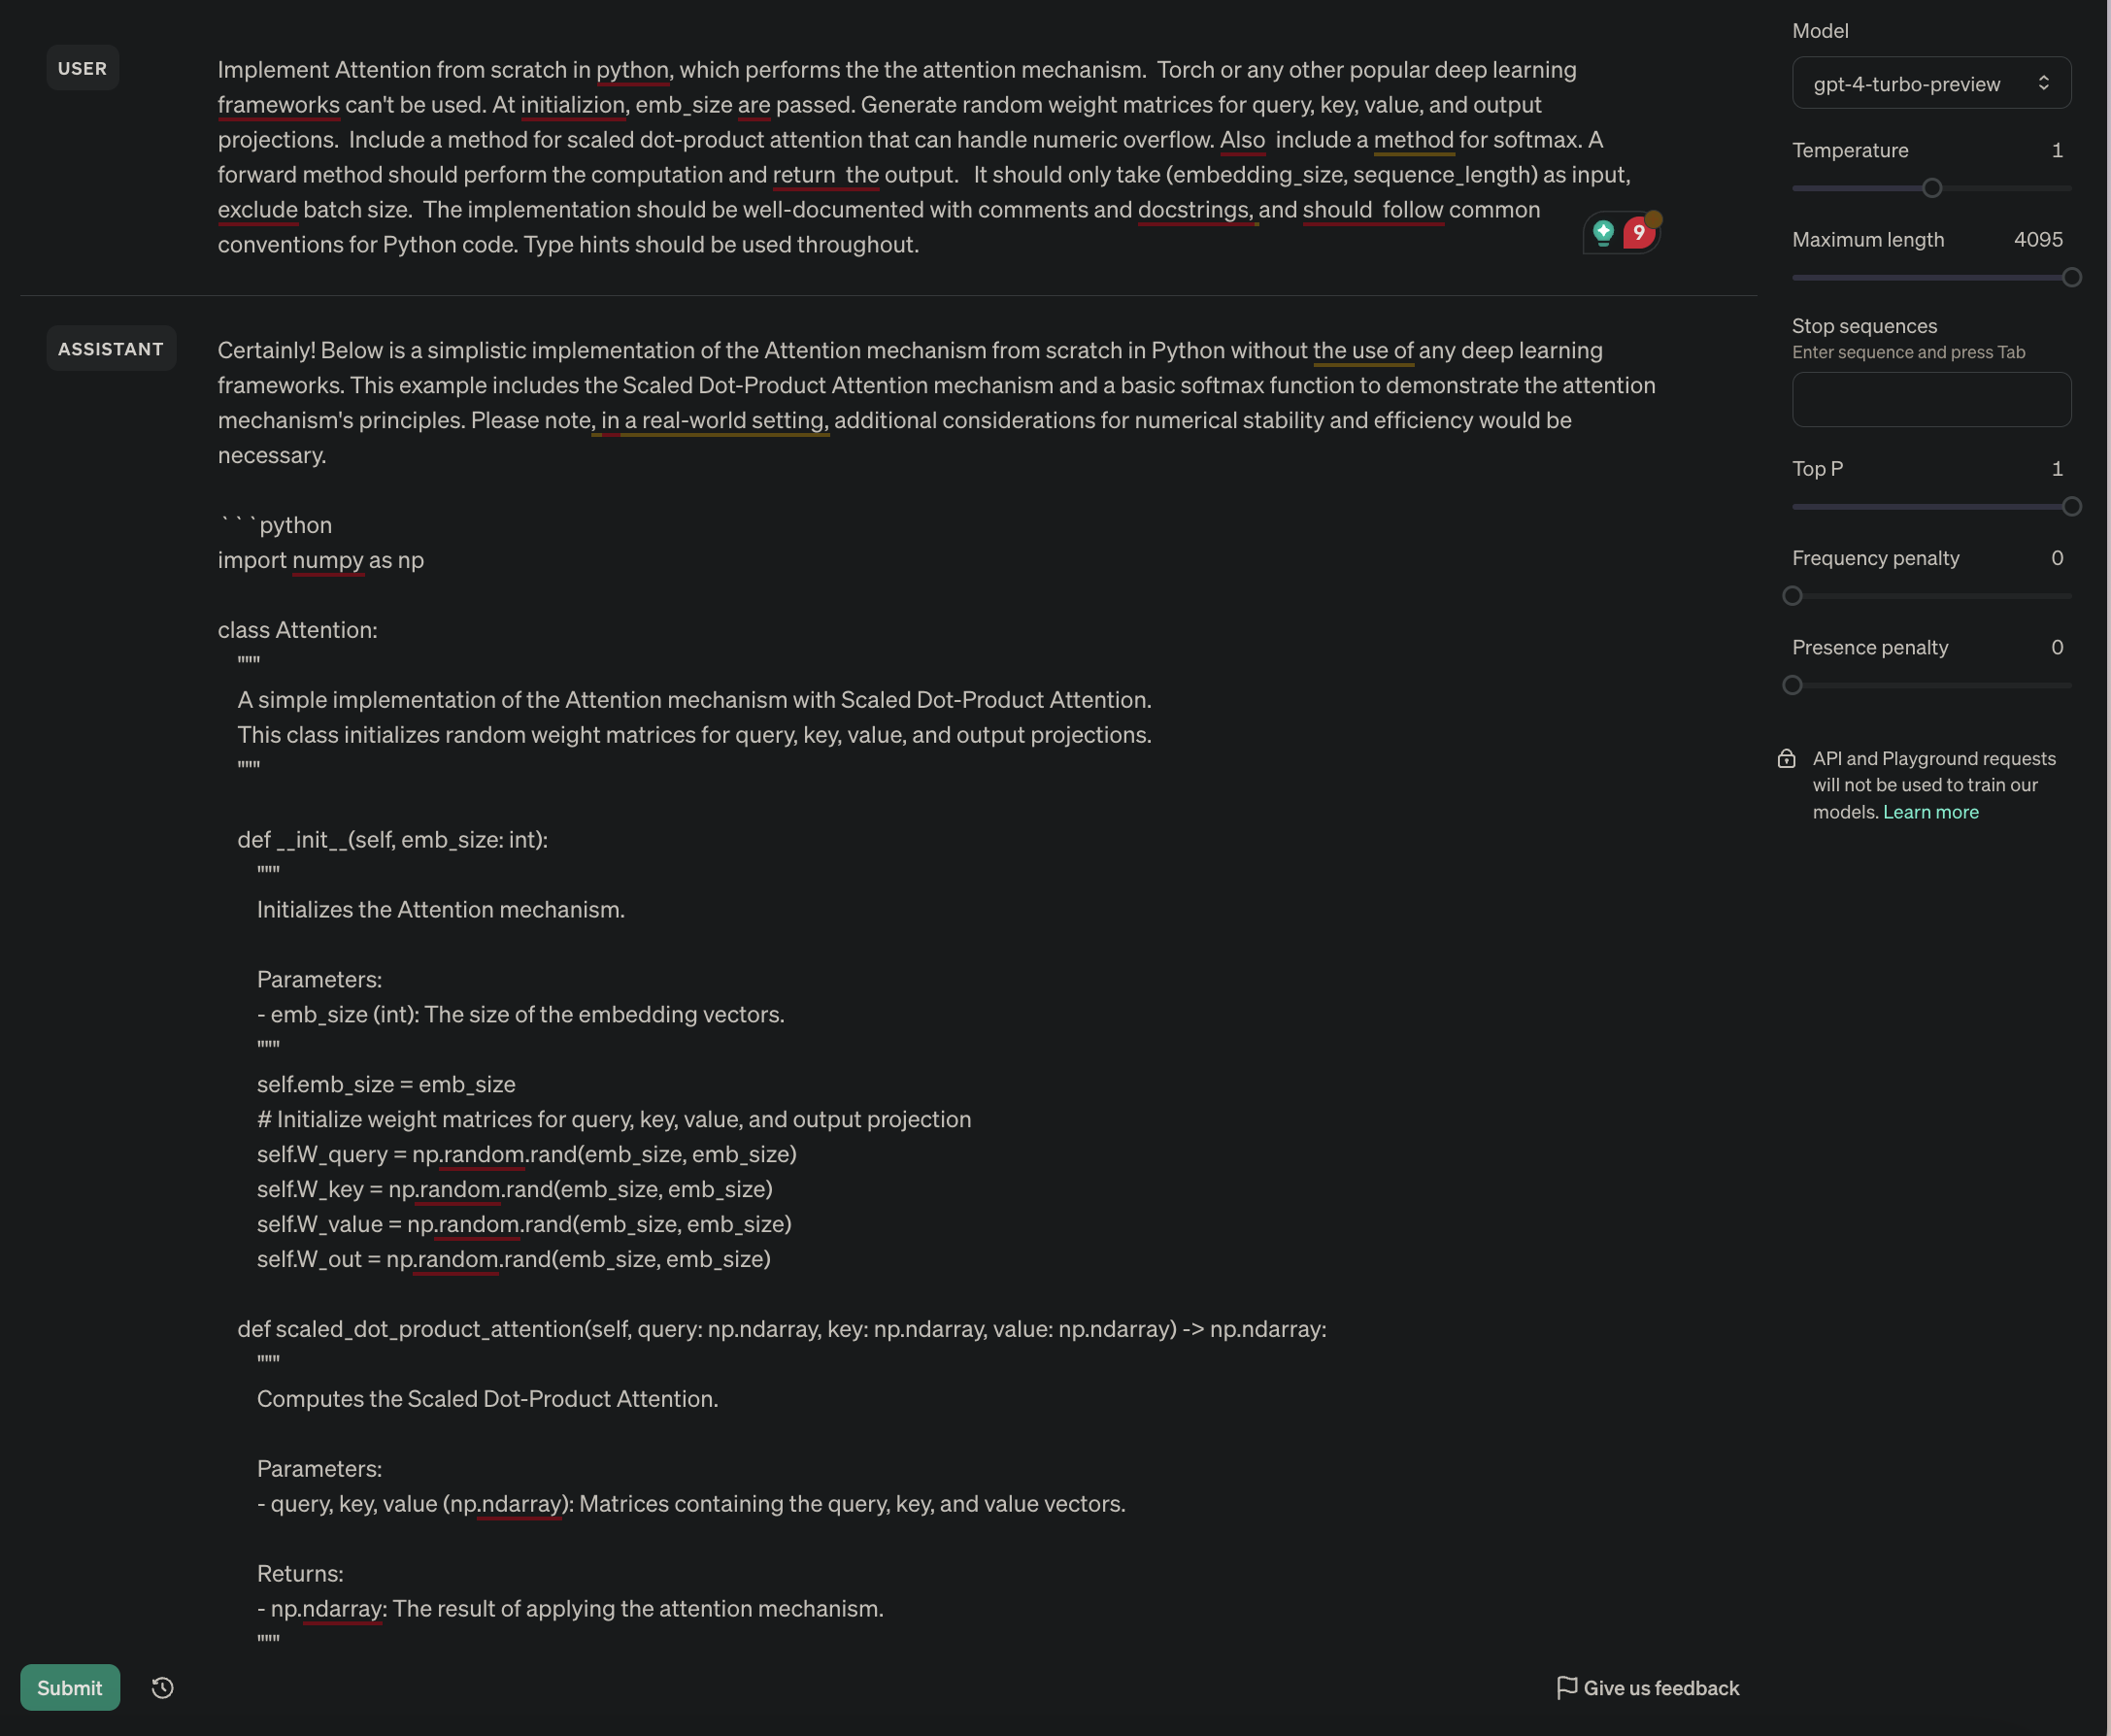 USER
Implement Attention from scratch in python, which performs the the attention mechanism.  Torch or any other popular deep learning
frameworks can't be used. At initializion, emb_size are passed. Generate random weight matrices for query, key, value, and output
projections.  Include a method for scaled dot-product attention that can handle numeric overflow. Also  include a method for softmax. A
forward method should perform the computation and return  the output.   It should only take (embedding_size, sequence_length) as input,
exclude batch size.  The implementation should be well-documented with comments and docstrings, and should  follow common
conventions for Python code. Type hints should be used throughout.
9
ASSISTANT
Certainly! Below is a simplistic implementation of the Attention mechanism from scratch in Python without the use of any deep learning
frameworks. This example includes the Scaled Dot-Product Attention mechanism and a basic softmax function to demonstrate the attention
mechanism's principles. Please note, in a real-world setting, additional considerations for numerical stability and efficiency would be
necessary.
```python
import numpy as np
class Attention:
"""
A simple implementation of the Attention mechanism with Scaled Dot-Product Attention.
This class initializes random weight matrices for query, key, value, and output projections.
"""
def __init__(self, emb_size: int):
"""
Initializes the Attention mechanism.
Parameters:
- emb_size (int): The size of the embedding vectors.
"""
self.emb_size = emb_size
# Initialize weight matrices for query, key, value, and output projection
self.W_query = np.random.rand(emb_size, emb_size)
self.W_key = np.random.rand(emb_size, emb_size)
self.W_value = np.random.rand(emb_size, emb_size)
self.W_out = np.random.rand(emb_size, emb_size)
def scaled_dot_product_attention(self, query: np.ndarray, key: np.ndarray, value: np.ndarray) -> np.ndarray:
"""
Computes the Scaled Dot-Product Attention.
Parameters:
- query, key, value (np.ndarray): Matrices containing the query, key, and value vectors.
Returns:
- np.ndarray: The result of applying the attention mechanism.
"""
Submit
Give us feedback
Model
gpt-4-turbo-preview
Temperature 1
Maximum length 4095
Stop sequences
Enter sequence and press Tab
Top P 1
Frequency penalty 0
Presence penalty 0
API and Playground requests
will not be used to train our
models. Learn more